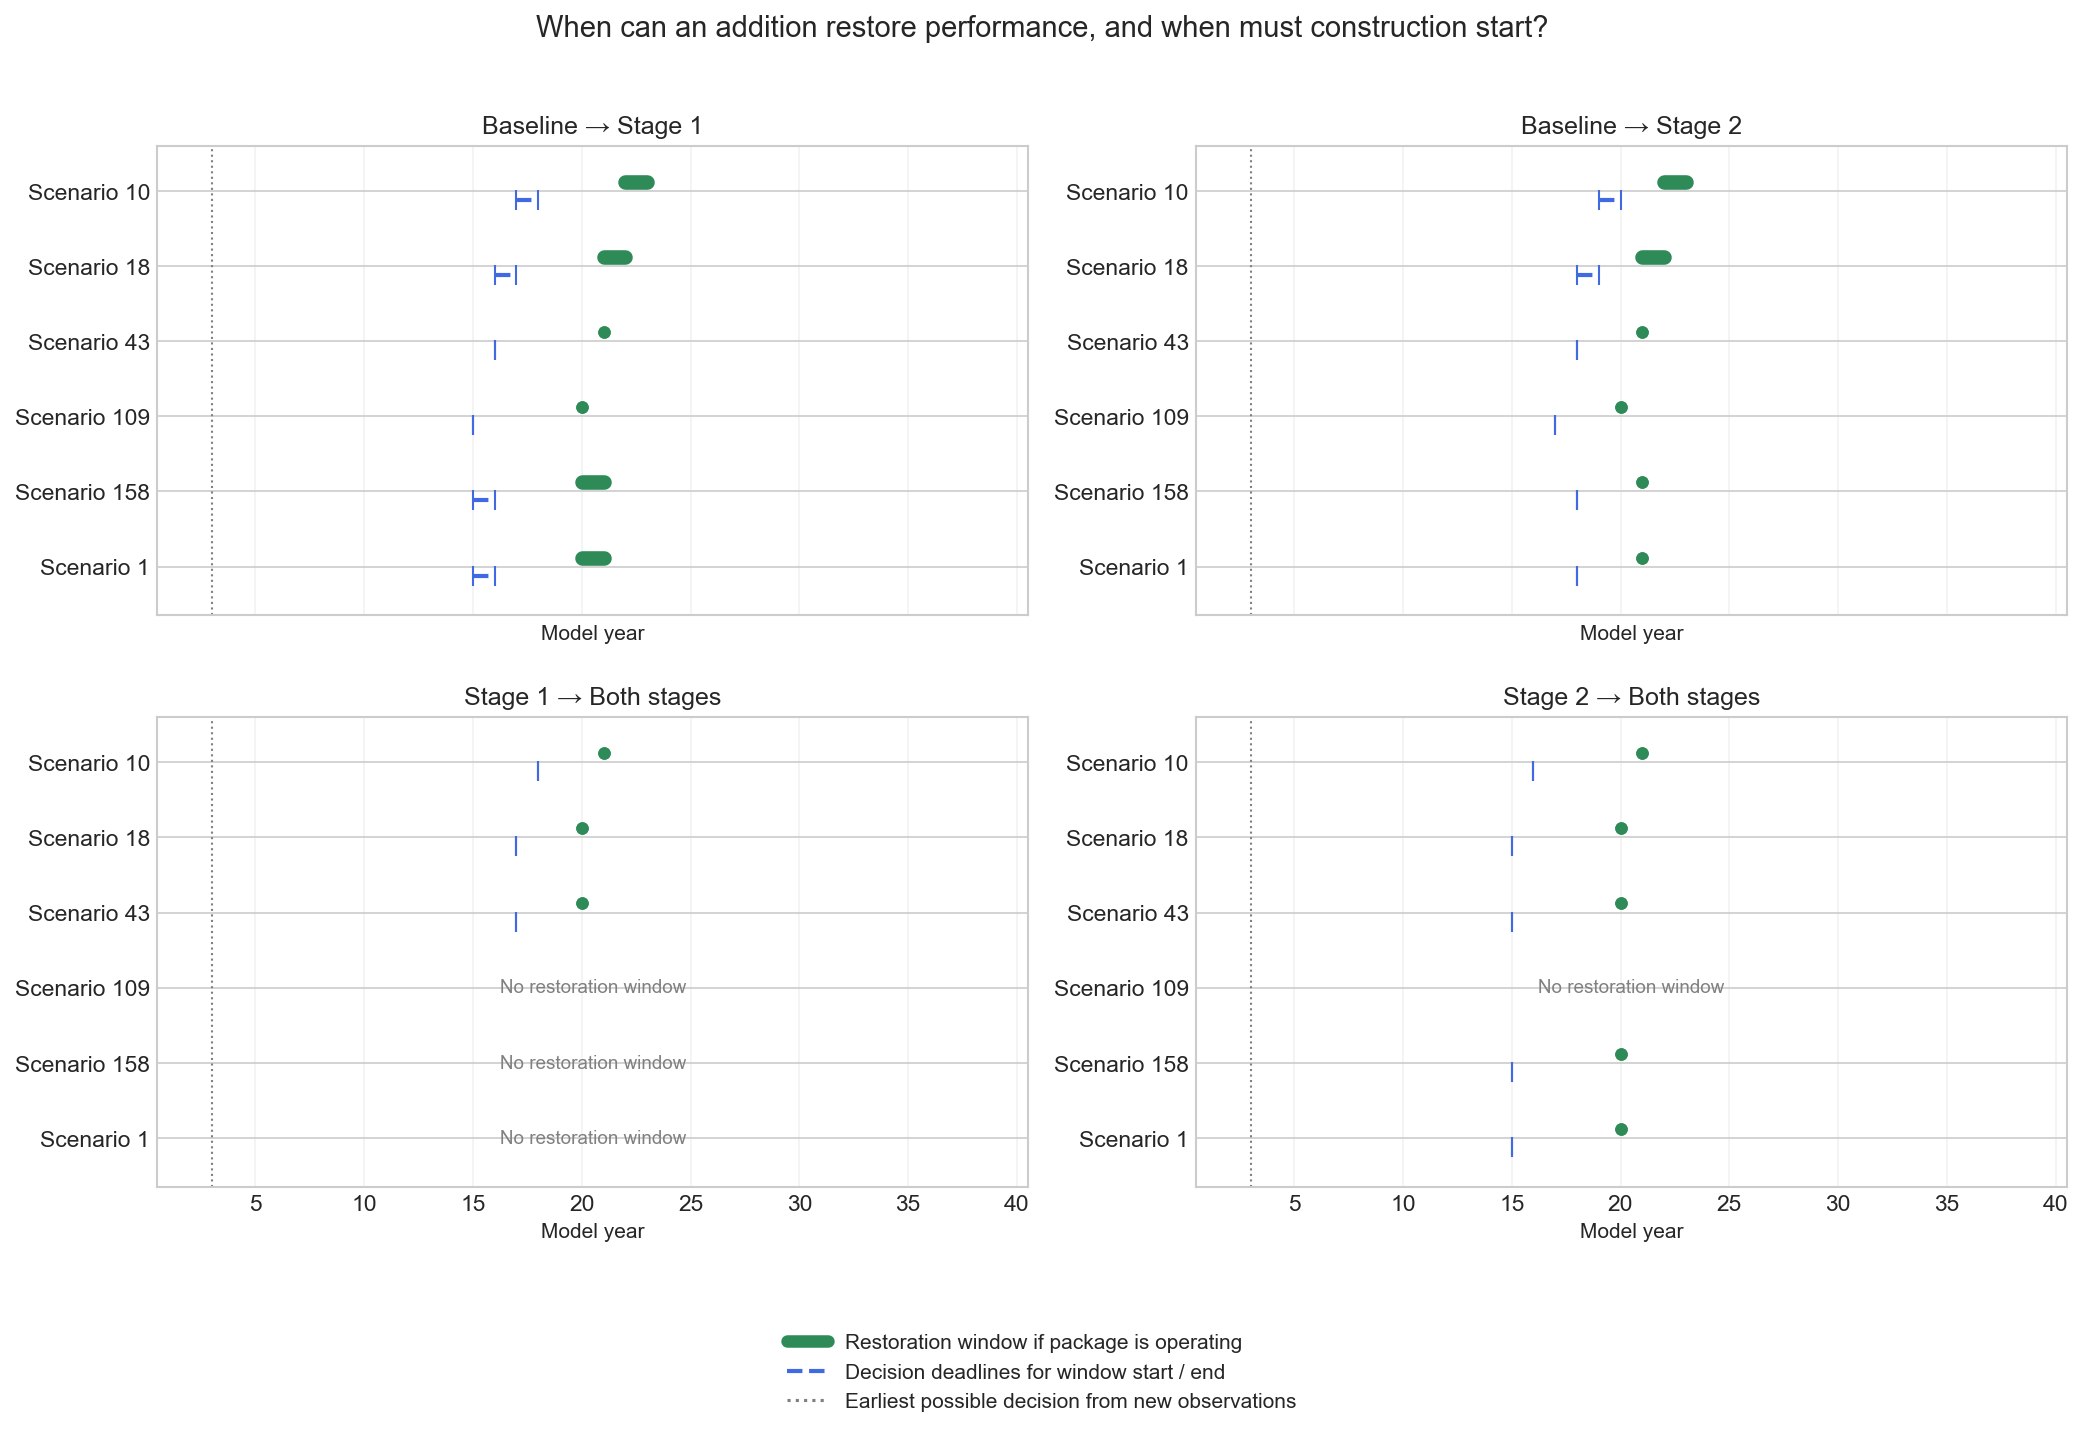 When can an addition restore performance, and when must construction start?
Baseline → Stage 1
Scenario 10
Scenario 18
Scenario 43
Scenario 109
Scenario 158
Scenario 1
Model year
Baseline → Stage 2
Scenario 10
Scenario 18
Scenario 43
Scenario 109
Scenario 158
Scenario 1
Model year
Stage 1 → Both stages
Scenario 10
Scenario 18
Scenario 43
Scenario 109
No restoration window
Scenario 158
No restoration window
Scenario 1
No restoration window
5 10 15 20 25 30 35 40
Model year
Stage 2 → Both stages
Scenario 10
Scenario 18
Scenario 43
Scenario 109
No restoration window
Scenario 158
Scenario 1
5 10 15 20 25 30 35 40
Model year
Restoration window if package is operating
Decision deadlines for window start / end
Earliest possible decision from new observations